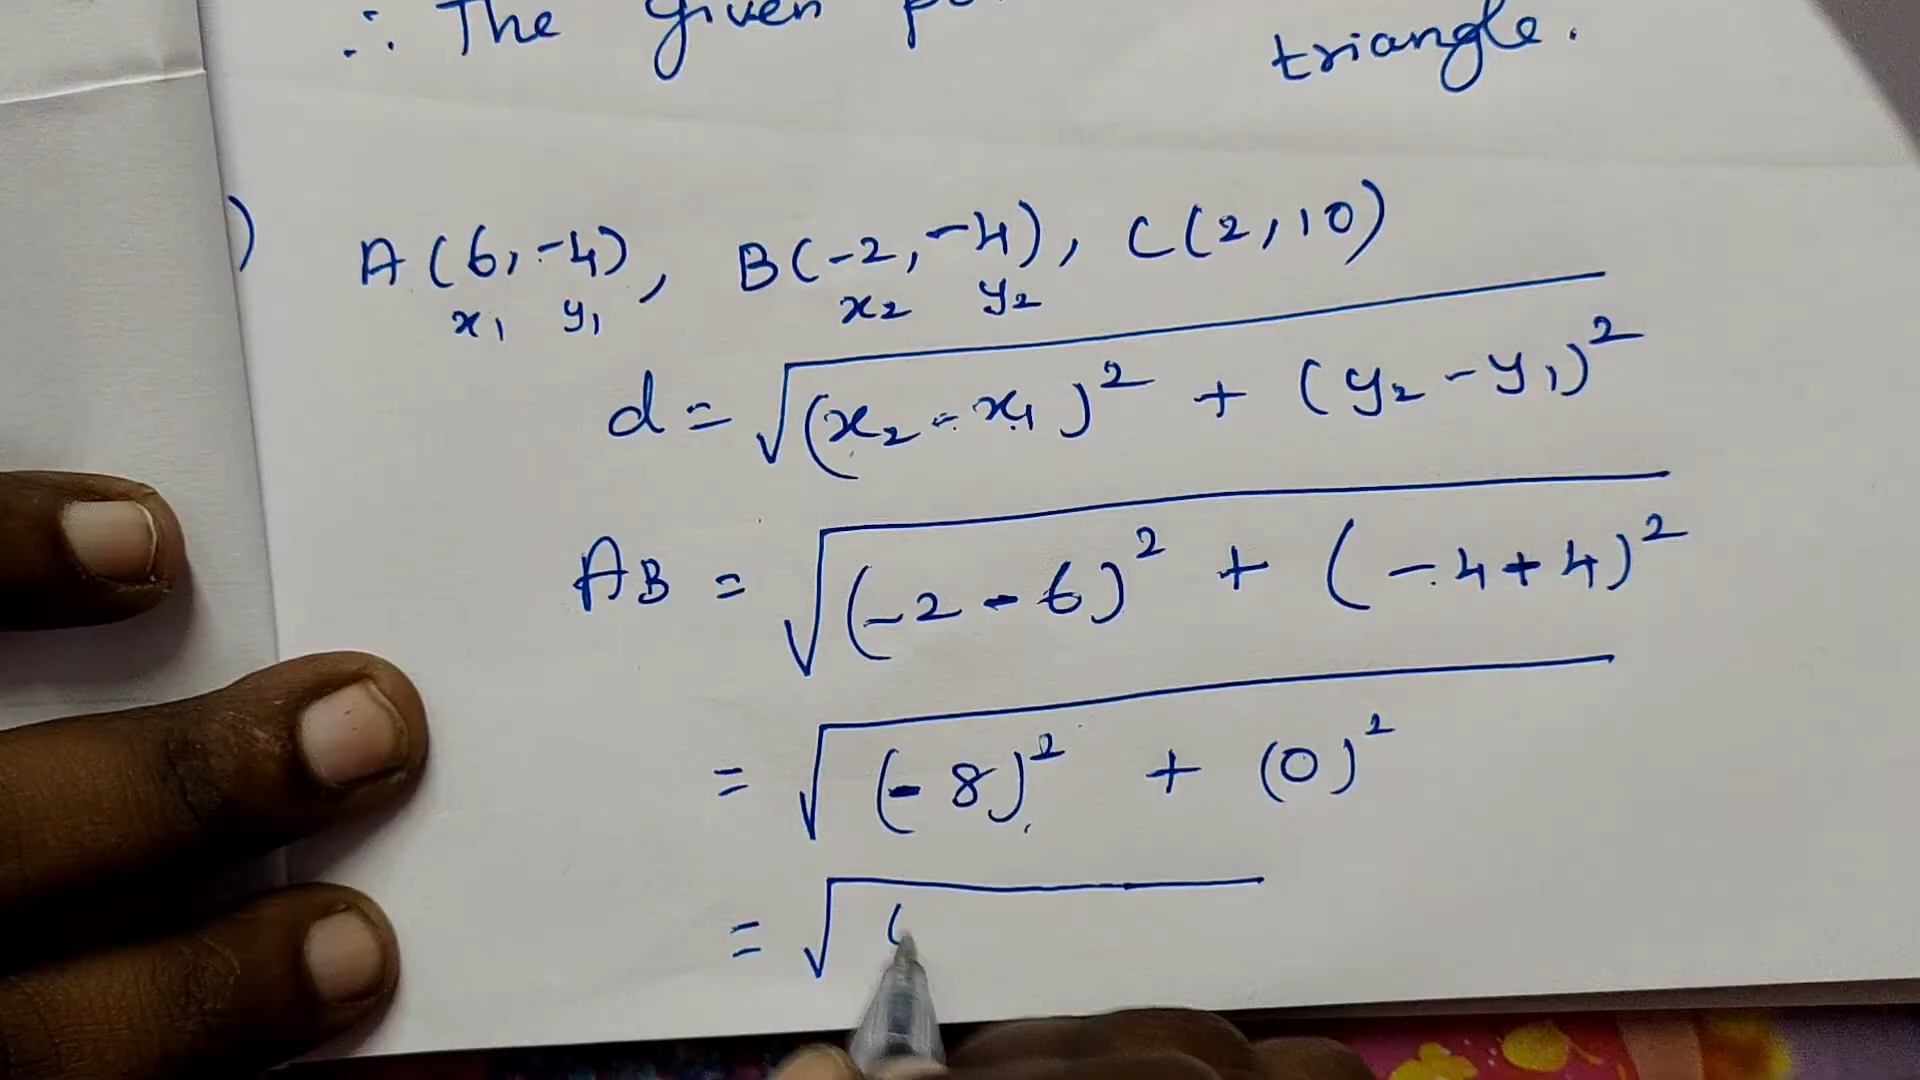 ∴ The given
triangle.
) A(6, -4), B(-2, -4), C(2, 10)
x₁ y₁ x₂ y₂
d = √((x₂ - x₁)² + (y₂ - y₁)²)
AB = √((-2 - 6)² + (-4 + 4)²)
= √((-8)² + (0)²)
= √